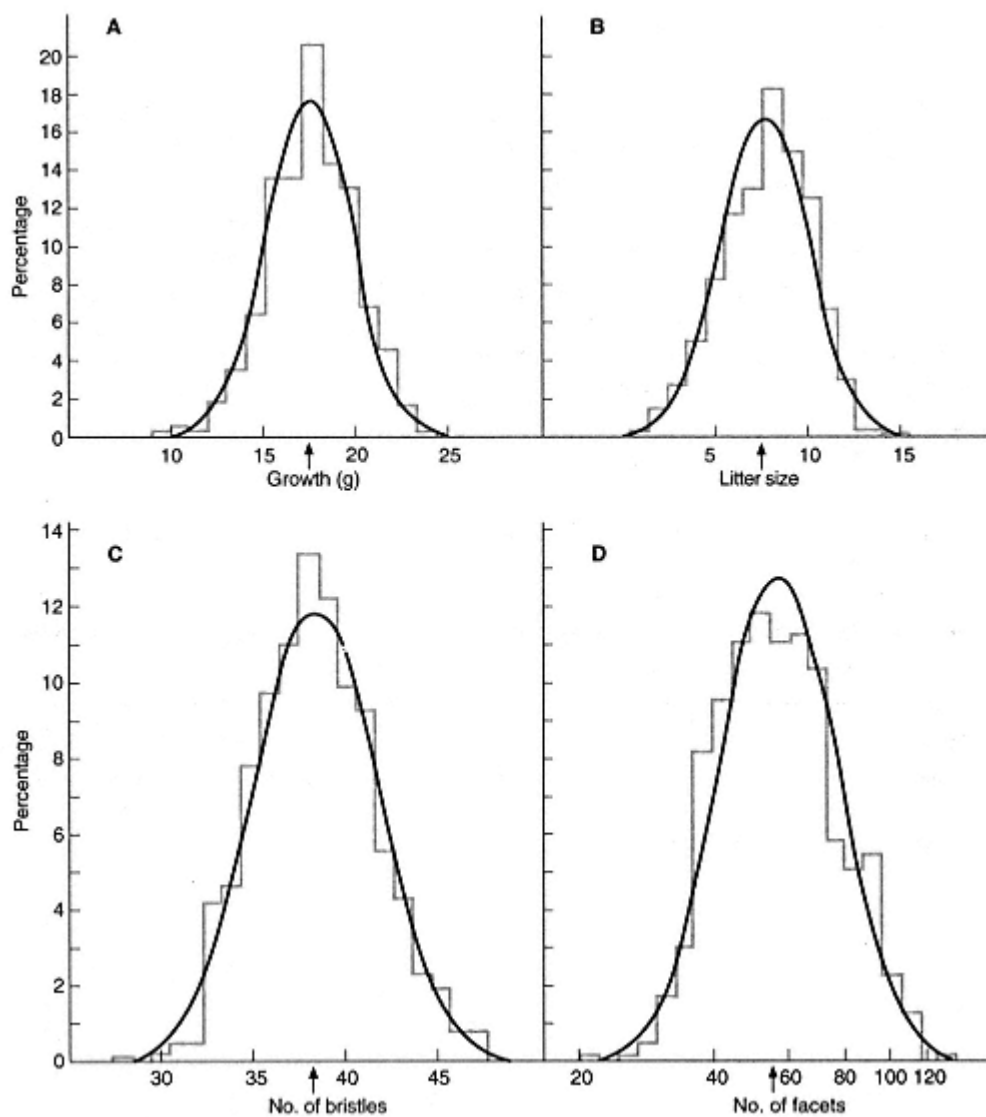 A
B
20
18
16
14
12
10
8
6
4
2
0
Percentage
10 15 20 25
5 10 15
Growth (g)
Litter size
C
D
14
12
10
8
6
4
2
0
Percentage
30 35 40 45
20 40 60 80 100 120
No. of bristles
No. of facets